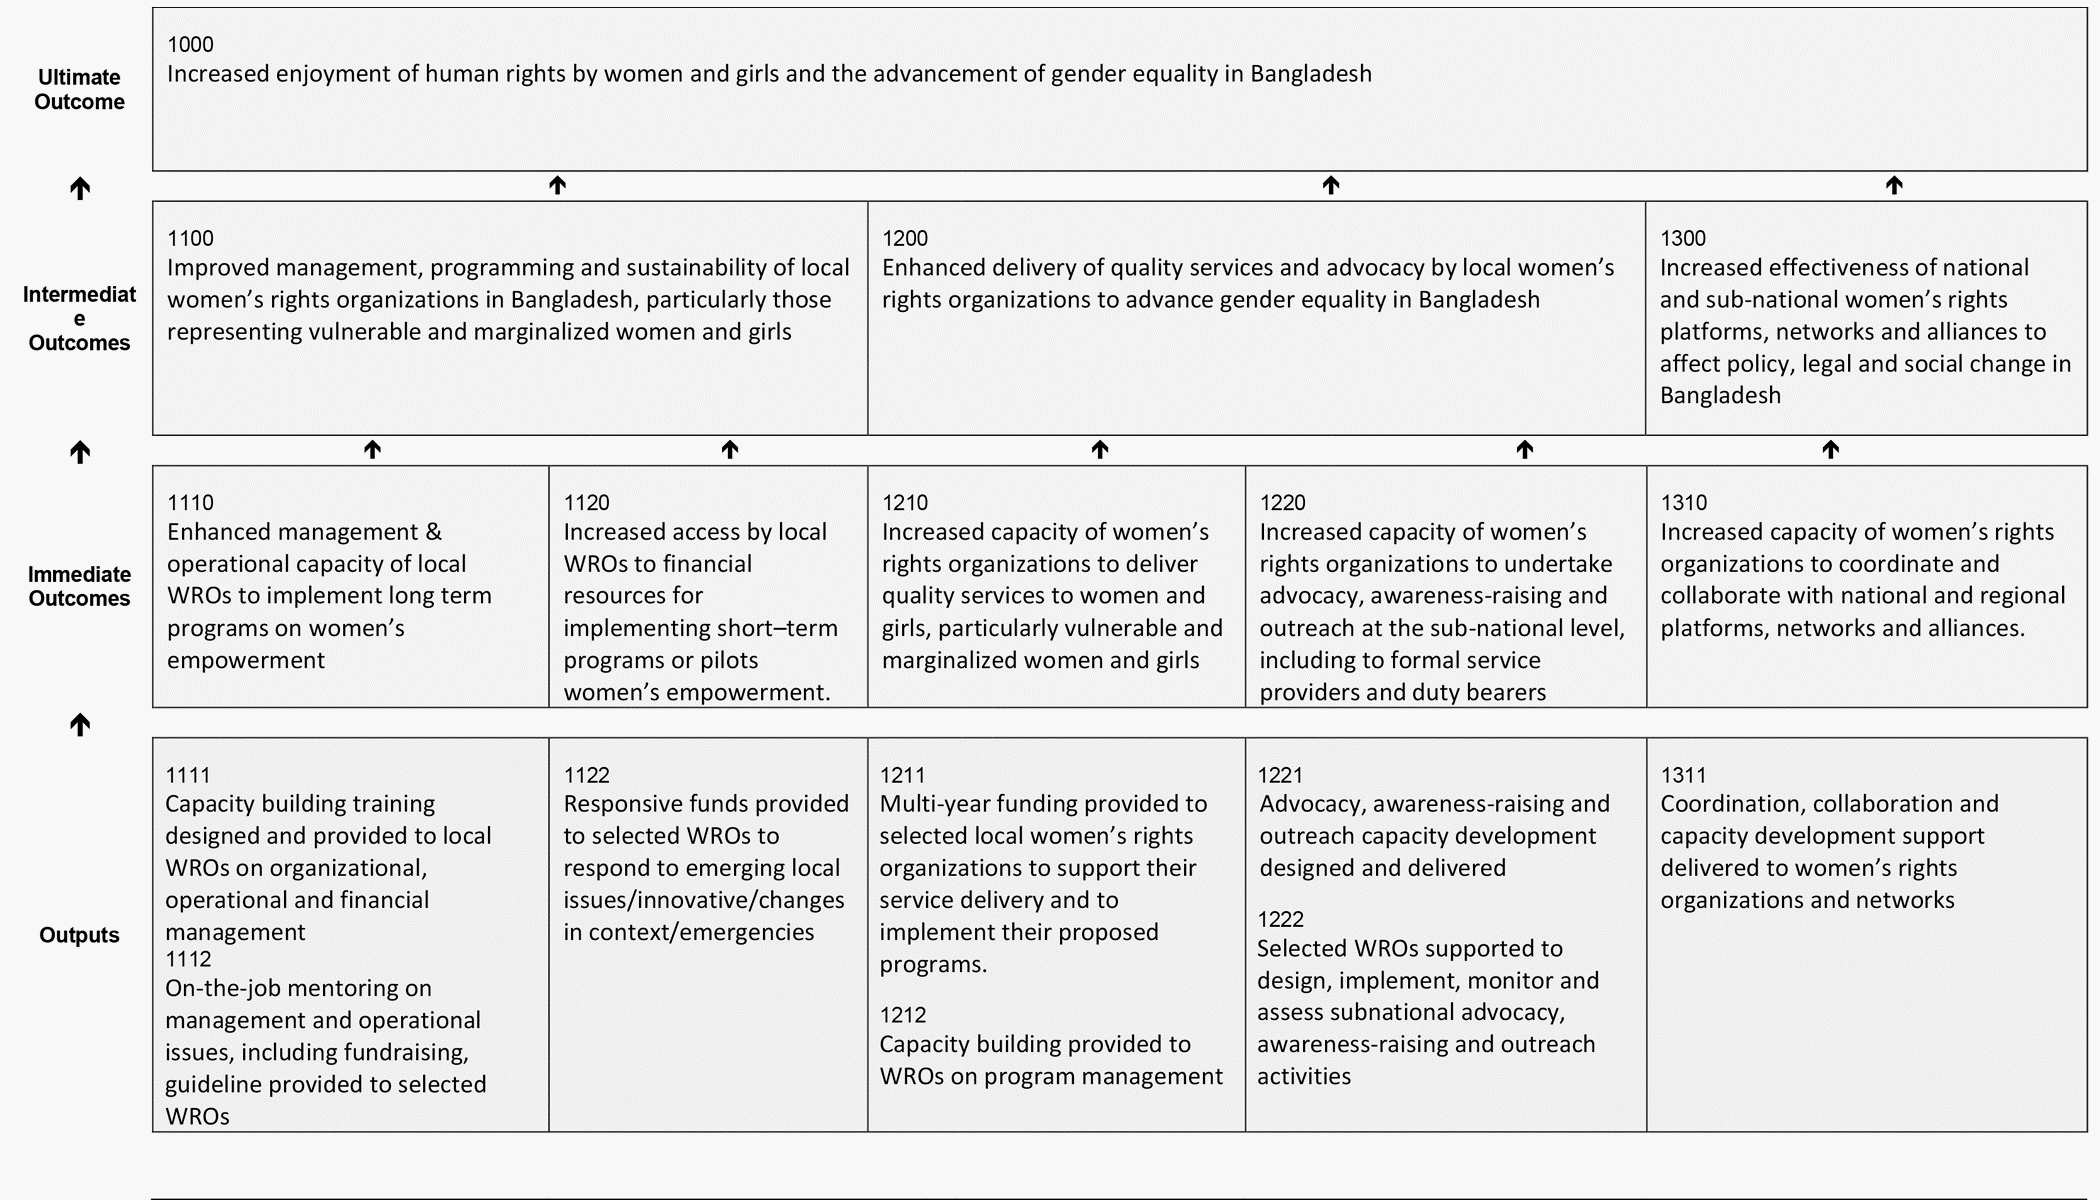 Ultimate
Outcome
1000
Increased enjoyment of human rights by women and girls and the advancement of gender equality in Bangladesh
Intermediat
e
Outcomes
1100
Improved management, programming and sustainability of local
women’s rights organizations in Bangladesh, particularly those
representing vulnerable and marginalized women and girls
1200
Enhanced delivery of quality services and advocacy by local women’s
rights organizations to advance gender equality in Bangladesh
1300
Increased effectiveness of national
and sub-national women’s rights
platforms, networks and alliances to
affect policy, legal and social change in
Bangladesh
Immediate
Outcomes
1110
Enhanced management &
operational capacity of local
WROs to implement long term
programs on women’s
empowerment
1120
Increased access by local
WROs to financial
resources for
implementing short–term
programs or pilots
women’s empowerment.
1210
Increased capacity of women’s
rights organizations to deliver
quality services to women and
girls, particularly vulnerable and
marginalized women and girls
1220
Increased capacity of women’s
rights organizations to undertake
advocacy, awareness-raising and
outreach at the sub-national level,
including to formal service
providers and duty bearers
1310
Increased capacity of women’s rights
organizations to coordinate and
collaborate with national and regional
platforms, networks and alliances.
Outputs
1111
Capacity building training
designed and provided to local
WROs on organizational,
operational and financial
management
1112
On-the-job mentoring on
management and operational
issues, including fundraising,
guideline provided to selected
WROs
1122
Responsive funds provided
to selected WROs to
respond to emerging local
issues/innovative/changes
in context/emergencies
1211
Multi-year funding provided to
selected local women’s rights
organizations to support their
service delivery and to
implement their proposed
programs.
1212
Capacity building provided to
WROs on program management
1221
Advocacy, awareness-raising and
outreach capacity development
designed and delivered
1222
Selected WROs supported to
design, implement, monitor and
assess subnational advocacy,
awareness-raising and outreach
activities
1311
Coordination, collaboration and
capacity development support
delivered to women’s rights
organizations and networks